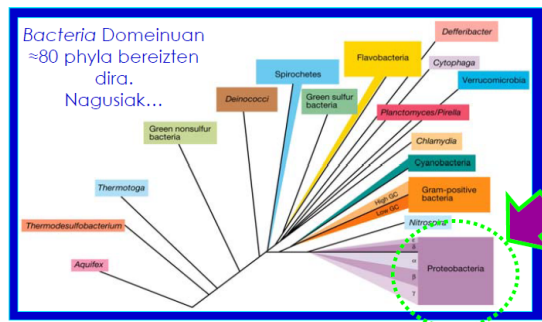 Bacteria Domeinuan
≈80 phyla bereizten
dira.
Nagusiak...
Defferibacter
Flavobacteria
Cytophaga
Spirochetes
Verrucomicrobia
Green sulfur
bacteria
Deinococci
Planctomyces/Pirella
Green nonsulfur
bacteria
Chlamydia
Cyanobacteria
High GC
Gram-positive
bacteria
Low GC
Thermotoga
Nitrospira
Thermodesulfobacterium
ε
δ
α
Proteobacteria
β
γ
Aquifex